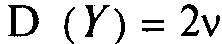 D (Y) = 2ν